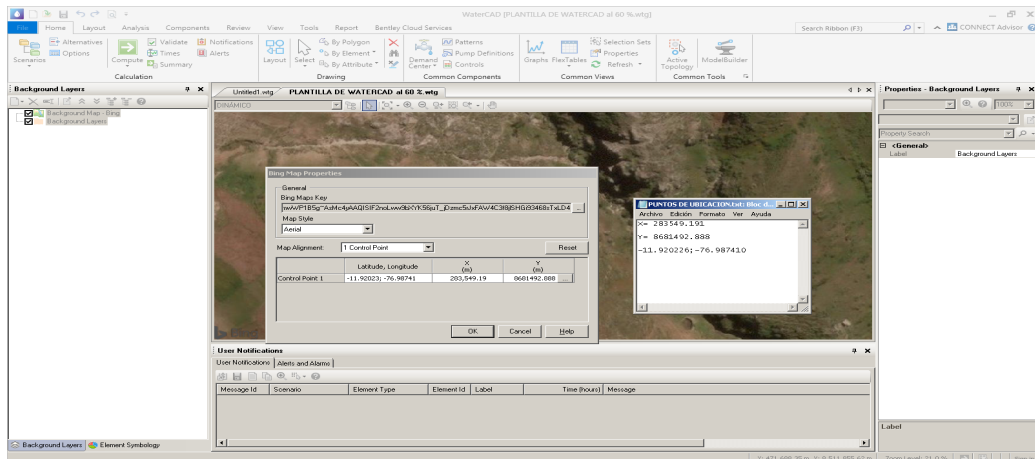 WaterCAD [PLANTILLA DE WATERCAD al 60 %.wtg]
File Home Layout Analysis Components Review View Tools Report Bentley Cloud Services
Search Ribbon (F3)
CONNECT Advisor
Scenarios
Alternatives
Options
Compute
Validate
Times
Summary
Notifications
Alerts
Calculation
Layout
Select
By Polygon
By Element
By Attribute
Drawing
Demand Center
Patterns
Pump Definitions
Controls
Common Components
Graphs
FlexTables
Selection Sets
Properties
Refresh
Common Views
Active Topology
ModelBuilder
Common Tools
Background Layers
Background Map - Bing
Background Layers
Untitled1.wtg
PLANTILLA DE WATERCAD al 60 %.wtg
DINÁMICO
Bing Map Properties
General
Bing Maps Key
Map Style
Aerial
Map Alignment:
1 Control Point
Reset
Latitude, Longitude
X (m)
Y (m)
Control Point 1
-11.92023; -76.98741
283,549.19
8681492.888
...
OK
Cancel
Help
PUNTOS DE UBICACION.txt: Bloc d...
Archivo Edición Formato Ver Ayuda
X= 283549.191
Y= 8681492.888
-11.920226;-76.987410
User Notifications
User Notifications
Alerts and Alarms
Message Id
Scenario
Element Type
Element Id
Label
Time (hours)
Message
Background Layers
Element Symbology
Properties - Background
100%
Property Search
<General>
Label
Background Layers
Label
Zoom Level: 21.0 %